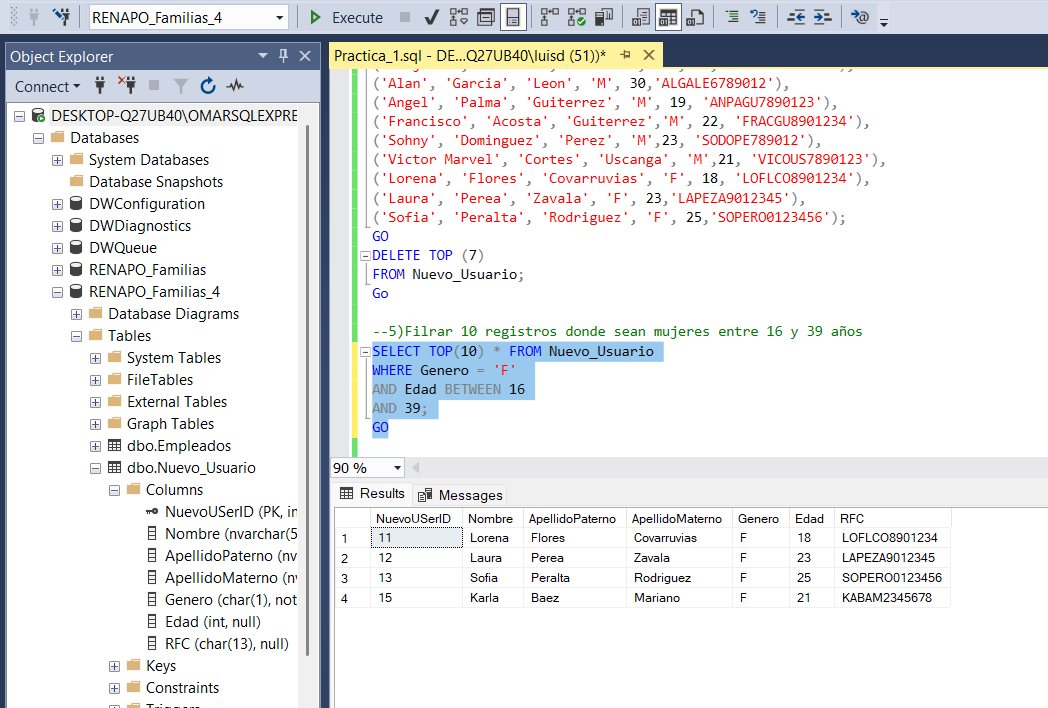 RENAPO_Familias_4
Execute
Object Explorer
Connect
DESKTOP-Q27UB40\OMARSQLEXPRE
Databases
System Databases
Database Snapshots
DWConfiguration
DWDiagnostics
DWQueue
RENAPO_Familias
RENAPO_Familias_4
Database Diagrams
Tables
System Tables
FileTables
External Tables
Graph Tables
dbo.Empleados
dbo.Nuevo_Usuario
Columns
NuevoUSerID (PK, in
Nombre (nvarchar(5
ApellidoPaterno (nv
ApellidoMaterno (nv
Genero (char(1), not
Edad (int, null)
RFC (char(13), null)
Keys
Constraints
Triggers
Practica_1.sql - DE...Q27UB40\luisd (51))*
('Alan', 'Garcia', 'Leon', 'M', 30,'ALGALE6789012'),
('Angel', 'Palma', 'Guiterrez', 'M', 19, 'ANPAGU7890123'),
('Francisco', 'Acosta', 'Guiterrez','M', 22, 'FRACGU8901234'),
('Sohny', 'Dominguez', 'Perez', 'M',23, 'SODOPE789012'),
('Victor Marvel', 'Cortes', 'Uscanga', 'M',21, 'VICOUS7890123'),
('Lorena', 'Flores', 'Covarruvias', 'F', 18, 'LOFLCO8901234'),
('Laura', 'Perea', 'Zavala', 'F', 23,'LAPEZA9012345'),
('Sofia', 'Peralta', 'Rodriguez', 'F', 25,'SOPERO0123456');
GO
DELETE TOP (7)
FROM Nuevo_Usuario;
Go
--5)Filrar 10 registros donde sean mujeres entre 16 y 39 años
SELECT TOP(10) * FROM Nuevo_Usuario
WHERE Genero = 'F'
AND Edad BETWEEN 16
AND 39;
GO
90 %
Results Messages
NuevoUSerID Nombre ApellidoPaterno ApellidoMaterno Genero Edad RFC
1 11 Lorena Flores Covarruvias F 18 LOFLCO8901234
2 12 Laura Perea Zavala F 23 LAPEZA9012345
3 13 Sofia Peralta Rodriguez F 25 SOPERO0123456
4 15 Karla Baez Mariano F 21 KABAM2345678